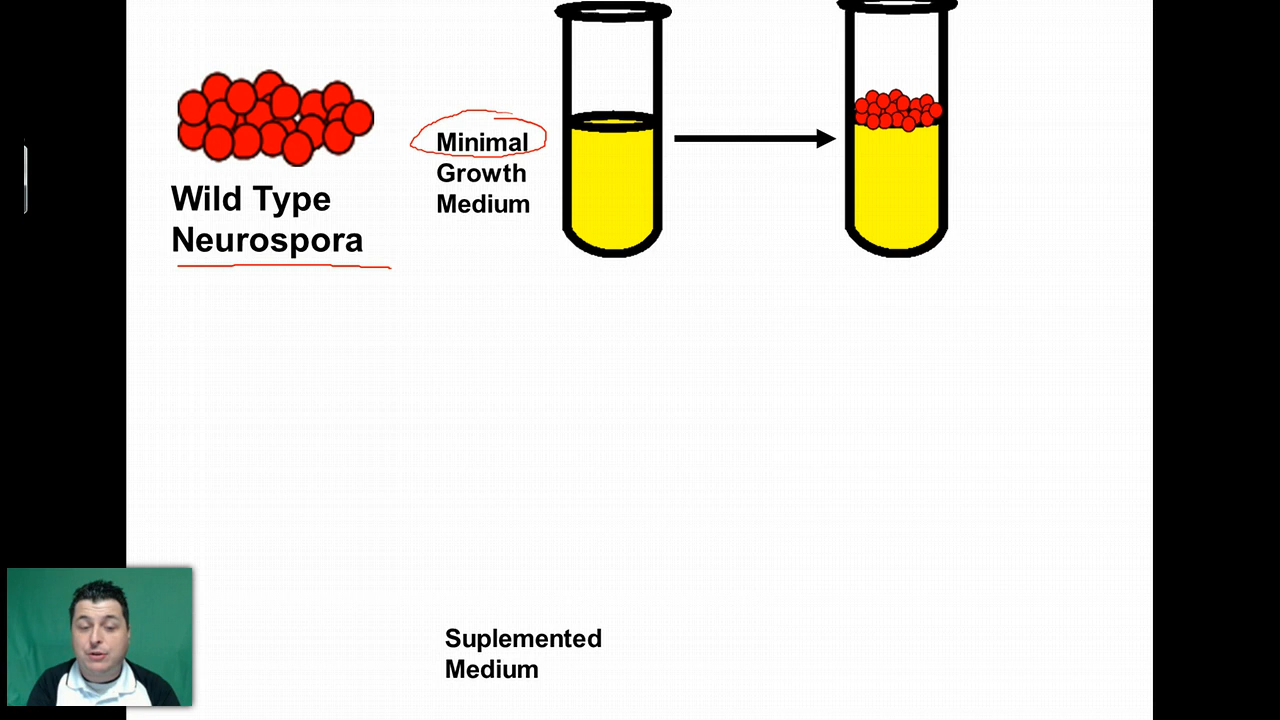 Wild Type
Neurospora
Minimal
Growth
Medium
Suplemented
Medium